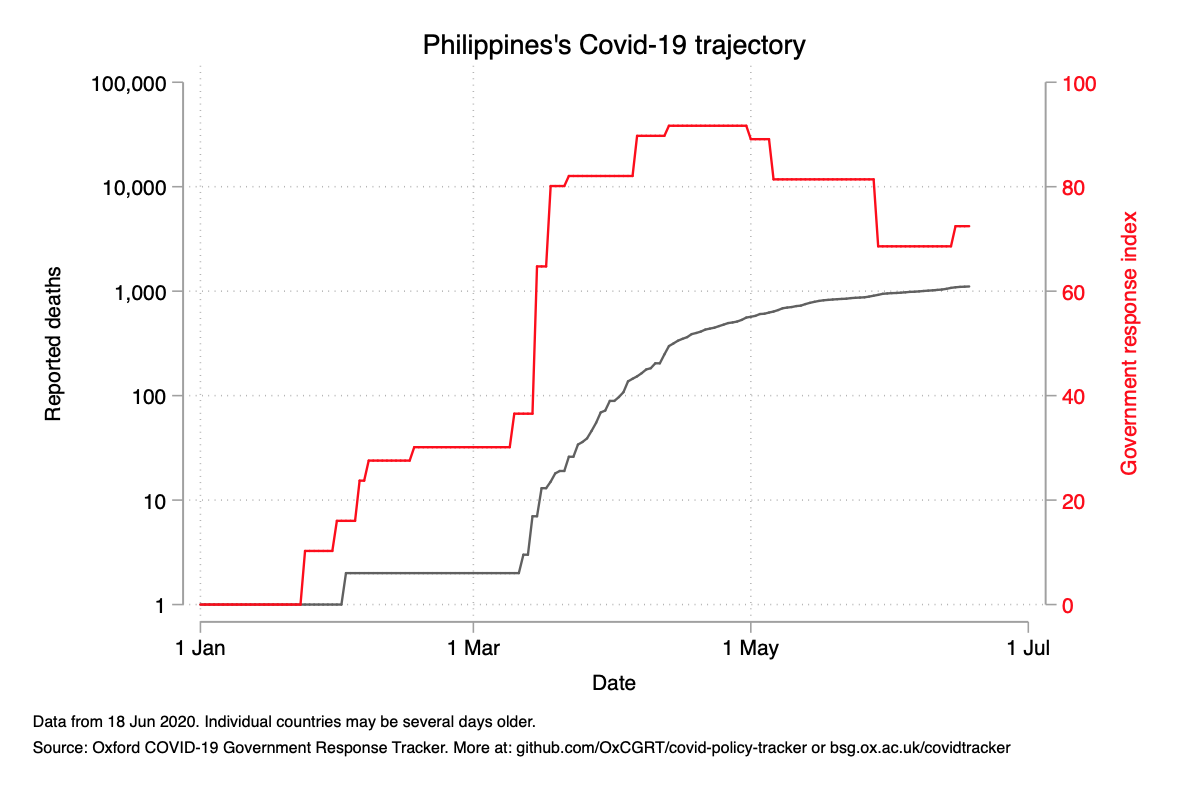 Philippines's Covid-19 trajectory
100,000
10,000
1,000
100
10
1
Reported deaths
100
80
60
40
20
0
Government response index
1 Jan
1 Mar
1 May
1 Jul
Date
Data from 18 Jun 2020. Individual countries may be several days older.
Source: Oxford COVID-19 Government Response Tracker. More at: github.com/OxCGRT/covid-policy-tracker or bsg.ox.ac.uk/covidtracker